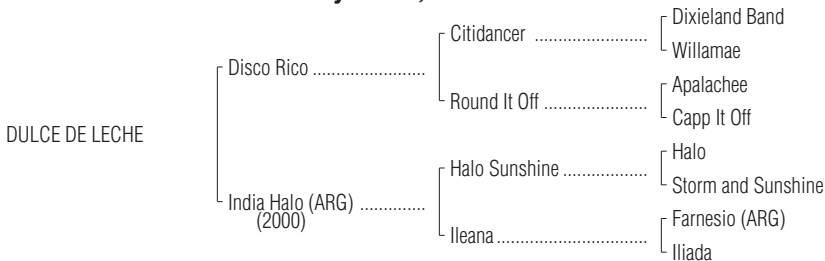 Dixieland Band
Citidancer ..............................
Willamae
Disco Rico ..............................
Apalachee
Round It Off ............................
Capp It Off
DULCE DE LECHE
Halo
Halo Sunshine .......................
Storm and Sunshine
India Halo (ARG) ..................
(2000)
Farnesio (ARG)
Ileana .........................................
Iliada